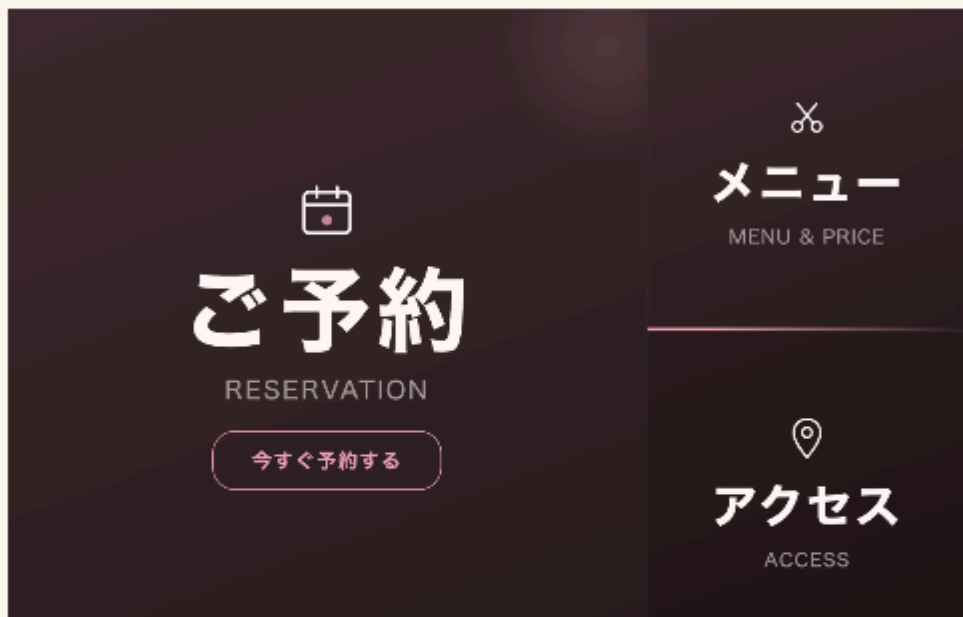 ご予約
RESERVATION
今すぐ予約する
メニュー
MENU & PRICE
アクセス
ACCESS